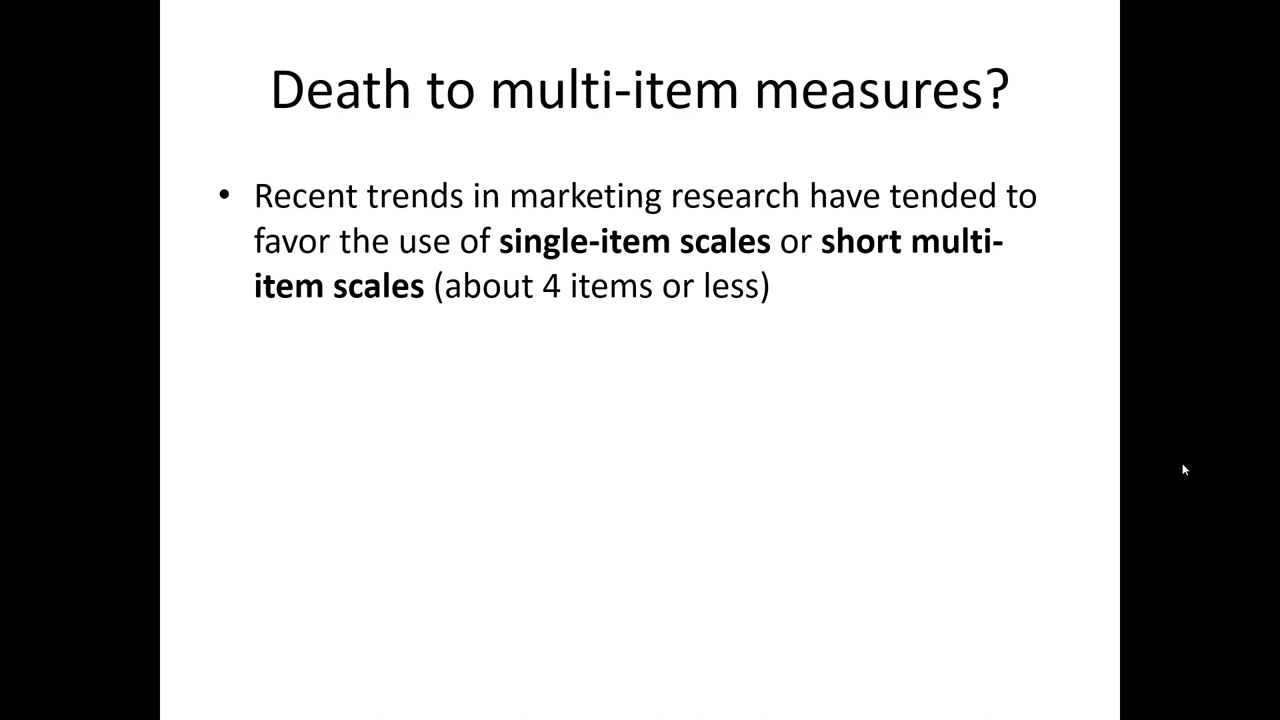 Death to multi-item measures?
• Recent trends in marketing research have tended to
favor the use of single-item scales or short multi-
item scales (about 4 items or less)